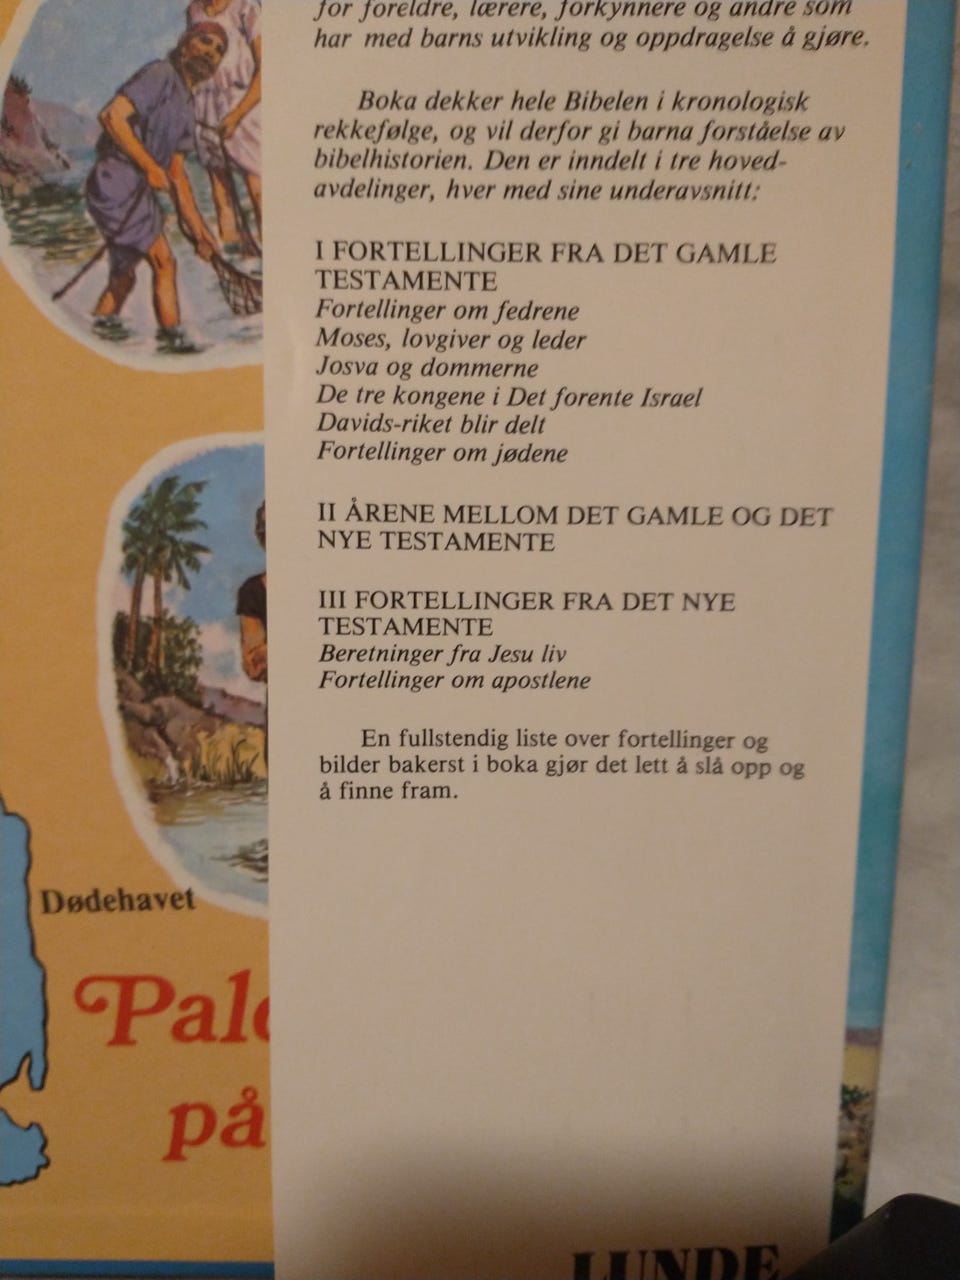 for foreldre, lærere, forkynnere og andre som
har med barns utvikling og oppdragelse å gjøre.
Boka dekker hele Bibelen i kronologisk
rekkefølge, og vil derfor gi barna forståelse av
bibelhistorien. Den er inndelt i tre hoved-
avdelinger, hver med sine underavsnitt:
I FORTELLINGER FRA DET GAMLE
TESTAMENTE
Fortellinger om fedrene
Moses, lovgiver og leder
Josva og dommerne
De tre kongene i Det forente Israel
Davids-riket blir delt
Fortellinger om jødene
II ÅRENE MELLOM DET GAMLE OG DET
NYE TESTAMENTE
III FORTELLINGER FRA DET NYE
TESTAMENTE
Beretninger fra Jesu liv
Fortellinger om apostlene
En fullstendig liste over fortellinger og
bilder bakerst i boka gjør det lett å slå opp og
å finne fram.
Dødehavet
på
LUNDE